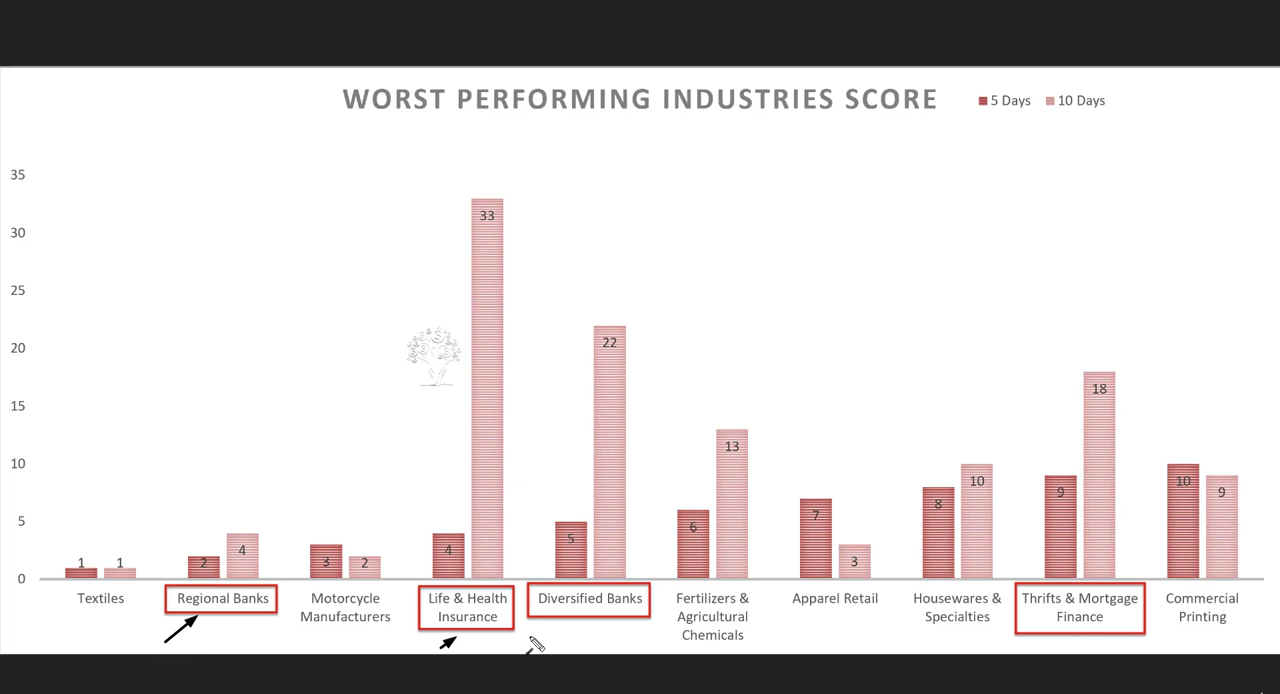 WORST PERFORMING INDUSTRIES SCORE
5 Days
10 Days
35
30
25
20
15
10
5
0
1
1
2
4
3
2
4
33
5
22
6
13
7
3
8
10
9
18
10
9
Textiles
Regional Banks
Motorcycle
Manufacturers
Life & Health
Insurance
Diversified Banks
Fertilizers &
Agricultural
Chemicals
Apparel Retail
Housewares &
Specialties
Thrifts & Mortgage
Finance
Commercial
Printing